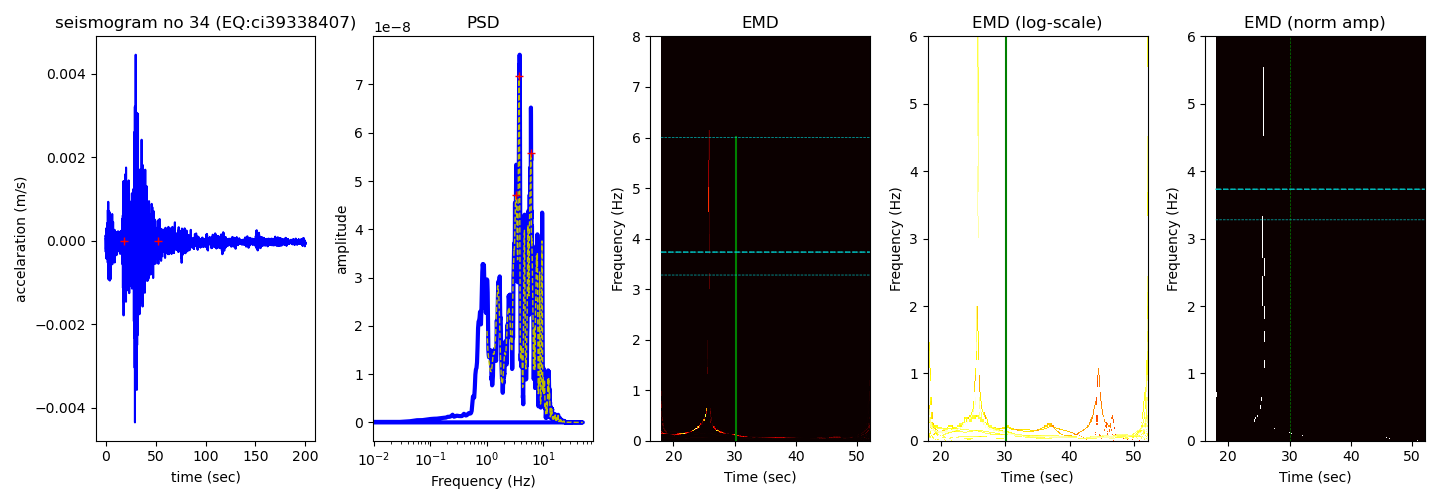 seismogram no 34 (EQ:ci39338407)
accelaration (m/s)
0.004
0.002
0.000
−0.002
−0.004
0 50 100 150 200
time (sec)
PSD
1e−8
amplitude
7
6
5
4
3
2
1
0
10⁻² 10⁻¹ 10⁰ 10¹
Frequency (Hz)
EMD
Frequency (Hz)
8
7
6
5
4
3
2
1
0
20 30 40 50
Time (sec)
EMD (log-scale)
Frequency (Hz)
6
5
4
3
2
1
0
20 30 40 50
Time (sec)
EMD (norm amp)
Frequency (Hz)
6
5
4
3
2
1
0
20 30 40 50
Time (sec)